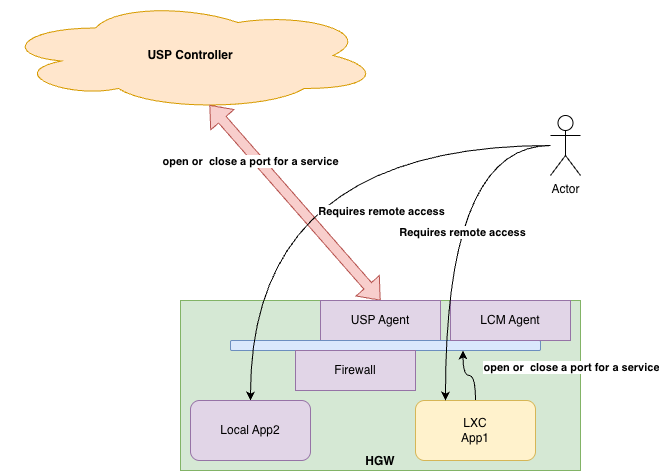 USP Controller
open or  close a port for a service
Actor
Requires remote access
Requires remote access
USP Agent
LCM Agent
Firewall
open or  close a port for a service
Local App2
LXC
App1
HGW